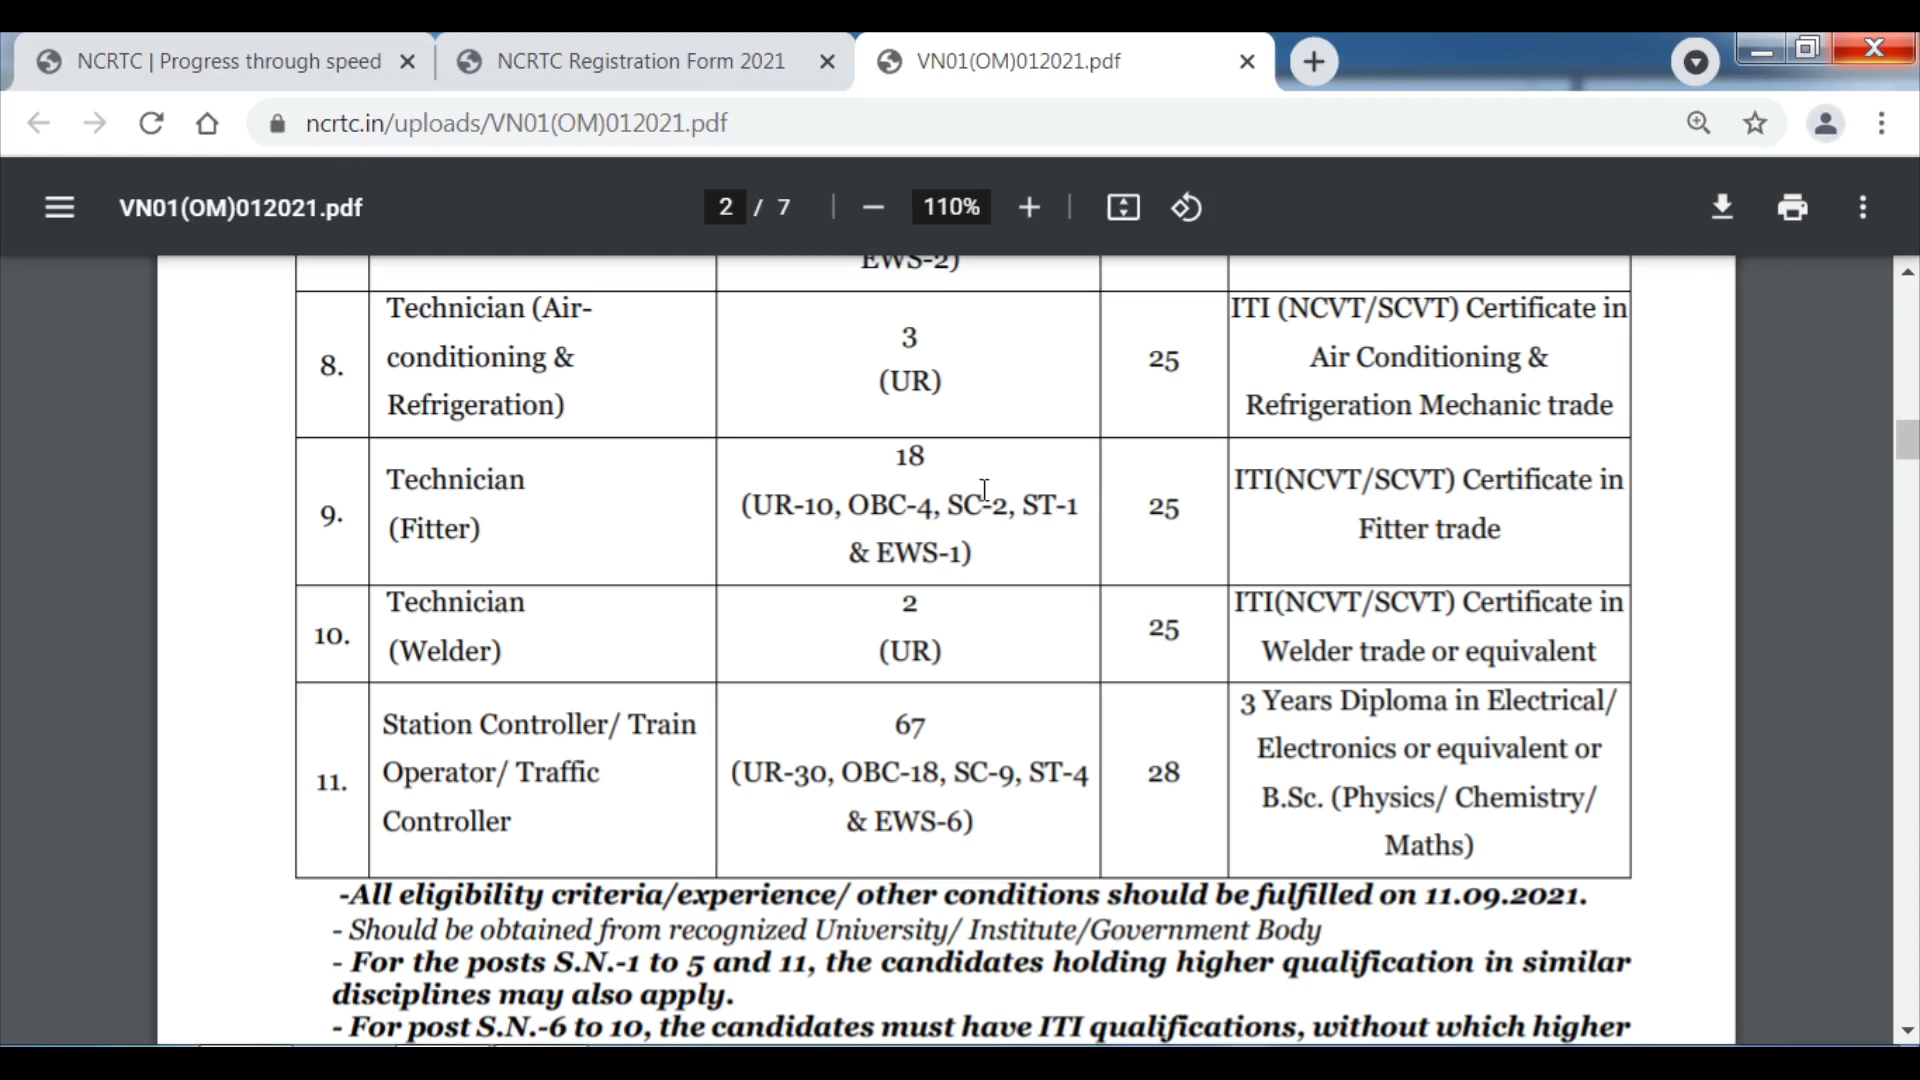 NCRTC | Progress through speed
NCRTC Registration Form 2021
VN01(OM)012021.pdf
ncrtc.in/uploads/VN01(OM)012021.pdf
VN01(OM)012021.pdf
2 / 7
110%
EWS-2)
8.
Technician (Air-
conditioning &
Refrigeration)
3
(UR)
25
ITI (NCVT/SCVT) Certificate in
Air Conditioning &
Refrigeration Mechanic trade
9.
Technician
(Fitter)
18
(UR-10, OBC-4, SC-2, ST-1
& EWS-1)
25
ITI(NCVT/SCVT) Certificate in
Fitter trade
10.
Technician
(Welder)
2
(UR)
25
ITI(NCVT/SCVT) Certificate in
Welder trade or equivalent
11.
Station Controller/ Train
Operator/ Traffic
Controller
67
(UR-30, OBC-18, SC-9, ST-4
& EWS-6)
28
3 Years Diploma in Electrical/
Electronics or equivalent or
B.Sc. (Physics/ Chemistry/
Maths)
-All eligibility criteria/experience/ other conditions should be fulfilled on 11.09.2021.
- Should be obtained from recognized University/ Institute/Government Body
- For the posts S.N.-1 to 5 and 11, the candidates holding higher qualification in similar
disciplines may also apply.
- For post S.N.-6 to 10, the candidates must have ITI qualifications, without which higher